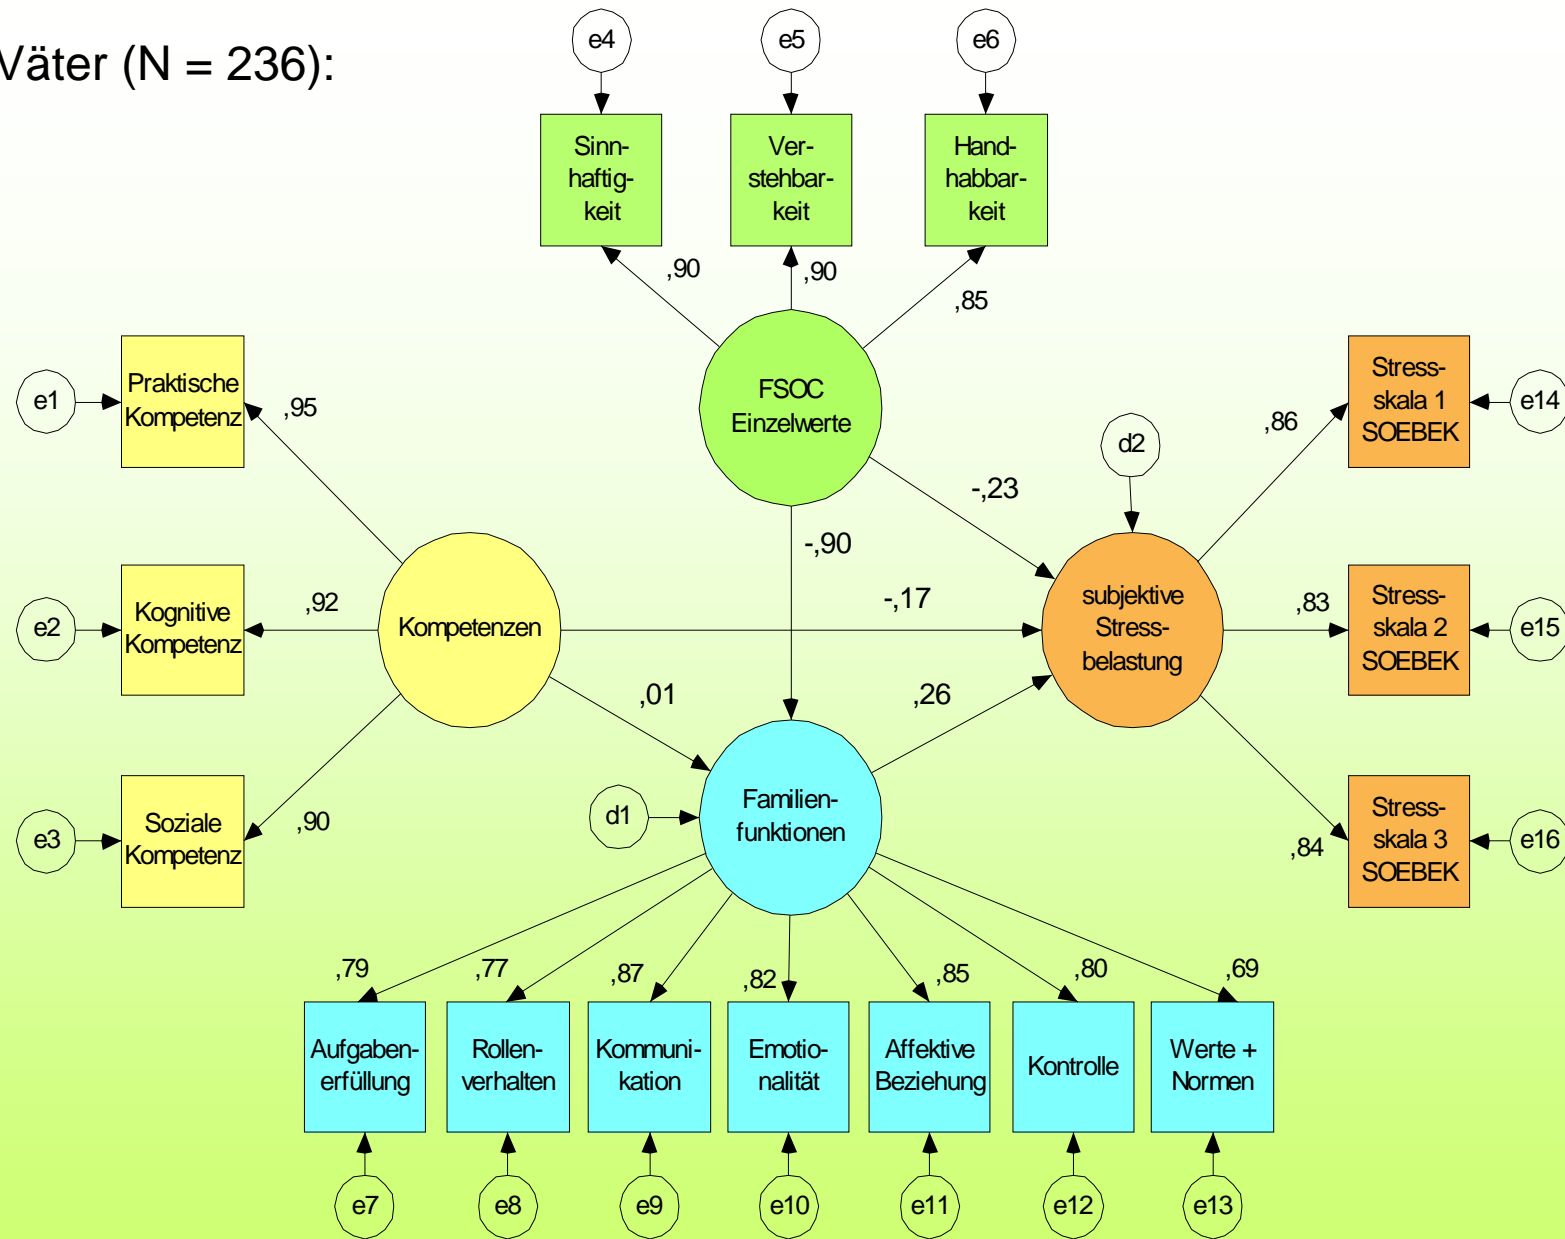 Väter (N = 236):
e4
e5
e6
Sinn-
haftig-
keit
Ver-
stehbar-
keit
Hand-
habbar-
keit
,90
,90
,85
FSOC
Einzelwerte
e1
Praktische
Kompetenz
,95
e2
Kognitive
Kompetenz
,92
e3
Soziale
Kompetenz
,90
Kompetenzen
-,90
-,23
-,17
,01
,26
d1
d2
subjektive
Stress-
belastung
,86
Stress-
skala 1
SOEBEK
e14
,83
Stress-
skala 2
SOEBEK
e15
,84
Stress-
skala 3
SOEBEK
e16
Familien-
funktionen
,79
,77
,87
,82
,85
,80
,69
Aufgaben-
erfüllung
Rollen-
verhalten
Kommuni-
kation
Emotio-
nalität
Affektive
Beziehung
Kontrolle
Werte +
Normen
e7
e8
e9
e10
e11
e12
e13